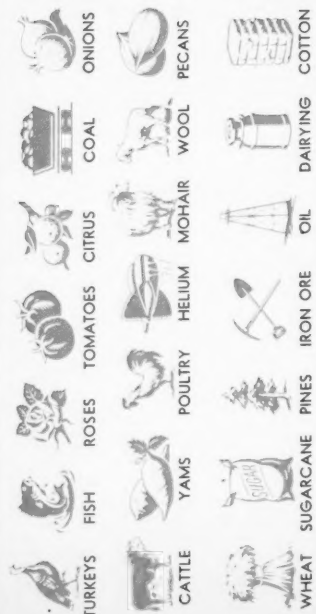 TURKEYS FISH ROSES TOMATOES CITRUS COAL ONIONS
CATTLE YAMS POULTRY HELIUM MOHAIR WOOL PECANS
SUGAR
WHEAT SUGARCANE PINES IRON ORE OIL DAIRYING COTTON